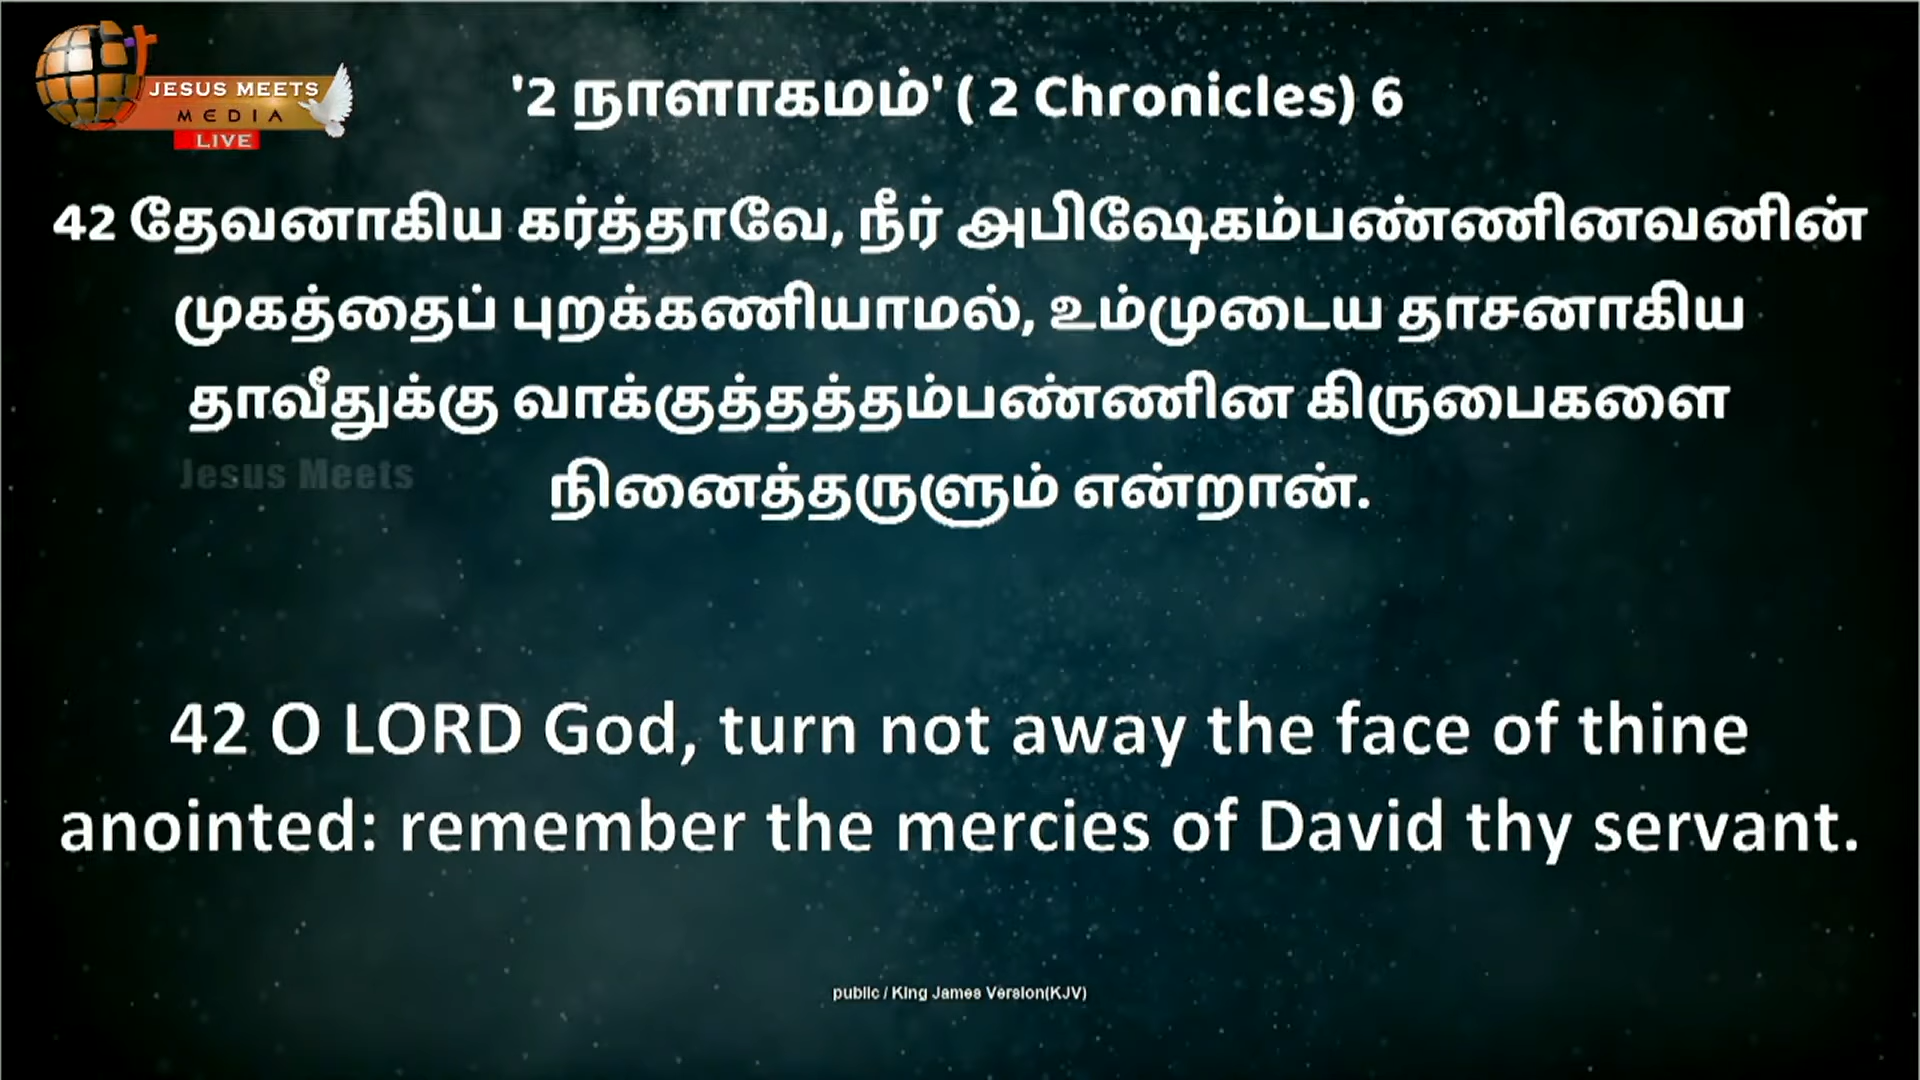 JESUS MEETS
MEDIA
LIVE
'2 நாளாகமம்' ( 2 Chronicles) 6
42 தேவனாகிய கர்த்தாவே, நீர் அபிஷேகம்பண்ணினவனின்
முகத்தைப் புறக்கணியாமல், உம்முடைய தாசனாகிய
தாவீதுக்கு வாக்குத்தத்தம்பண்ணின கிருபைகளை
நினைத்தருளும் என்றான்.
Jesus Meets
42 O LORD God, turn not away the face of thine
anointed: remember the mercies of David thy servant.
public / King James Version(KJV)